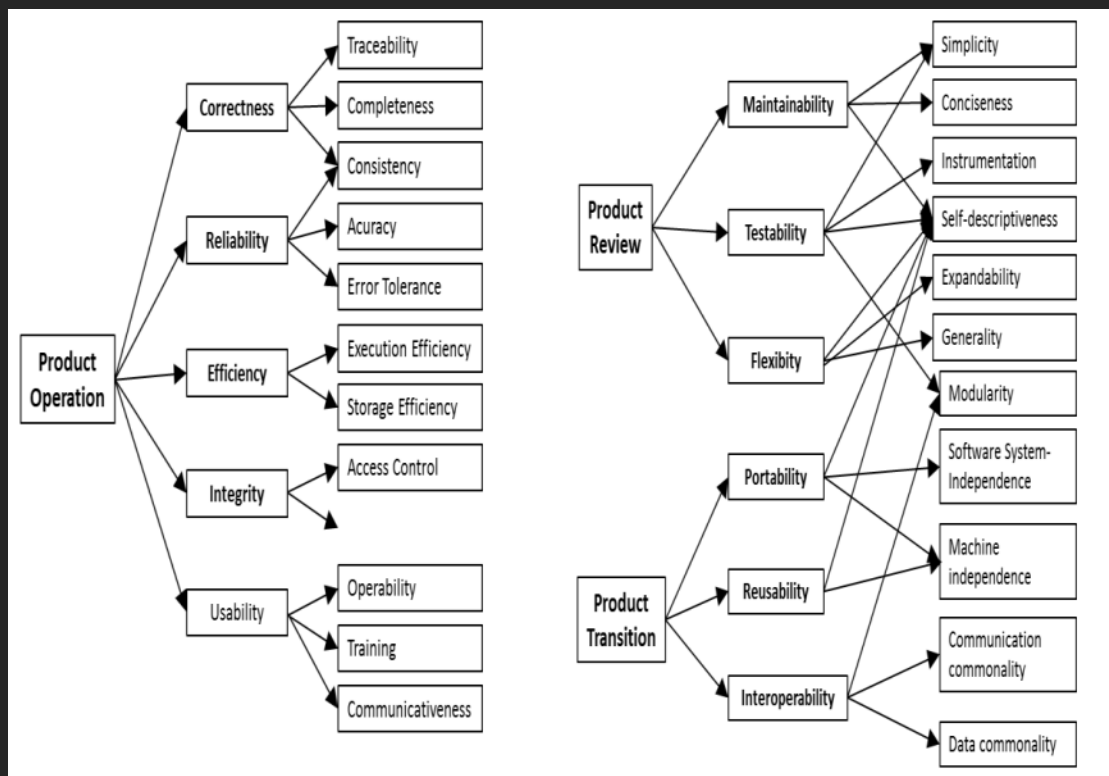 Product
Operation
Correctness
Reliability
Efficiency
Integrity
Usability
Traceability
Completeness
Consistency
Acuracy
Error Tolerance
Execution Efficiency
Storage Efficiency
Access Control
Operability
Training
Communicativeness
Product
Review
Maintainability
Testability
Flexibity
Product
Transition
Portability
Reusability
Interoperability
Simplicity
Conciseness
Instrumentation
Self-descriptiveness
Expandability
Generality
Modularity
Software System-
Independence
Machine
independence
Communication
commonality
Data commonality